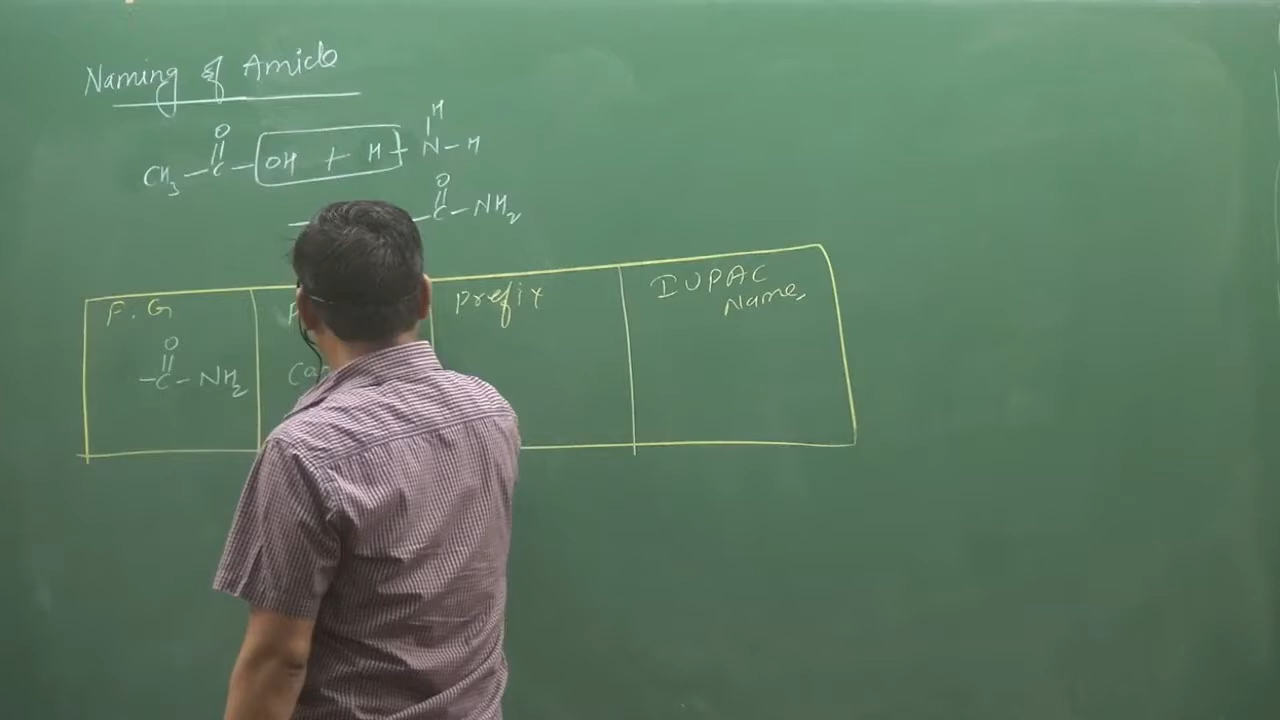 Naming of Amide
O H
CH3—C—OH + H—N—H
O
—C—NH2
F.G Prefix IUPAC
Name,
O
—C—NH2